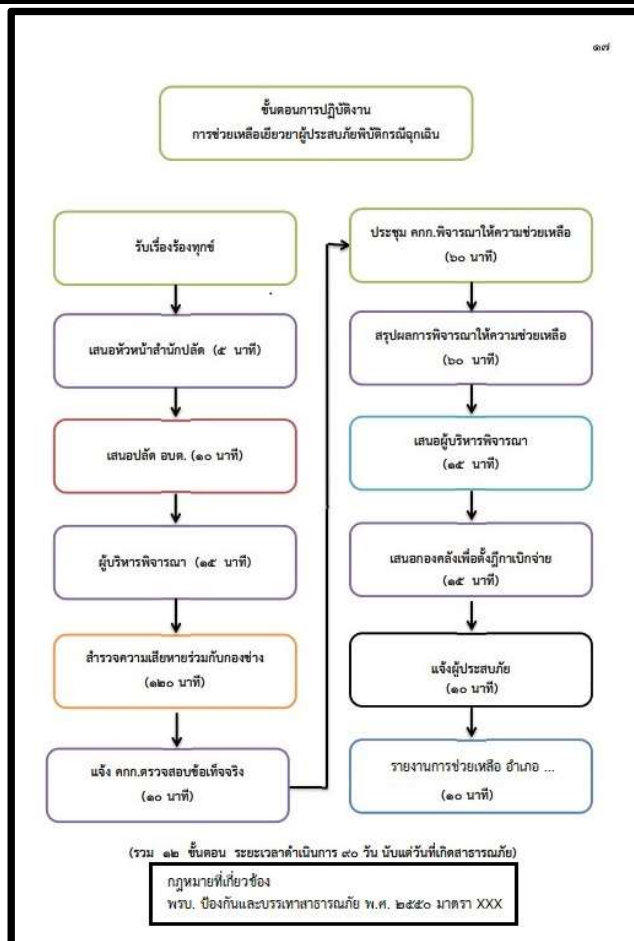 ๑๗
ขั้นตอนการปฏิบัติงาน
การช่วยเหลือเยียวยาผู้ประสบภัยพิบัติกรณีฉุกเฉิน
รับเรื่องร้องทุกข์
เสนอหัวหน้าสำนักปลัด (๕ นาที)
เสนอปลัด อบต. (๑๐ นาที)
ผู้บริหารพิจารณา (๑๕ นาที)
สำรวจความเสียหายร่วมกับกองช่าง
(๑๒๐ นาที)
แจ้ง คกก.ตรวจสอบข้อเท็จจริง
(๑๐ นาที)
ประชุม คกก.พิจารณาให้ความช่วยเหลือ
(๖๐ นาที)
สรุปผลการพิจารณาให้ความช่วยเหลือ
(๖๐ นาที)
เสนอผู้บริหารพิจารณา
(๑๕ นาที)
เสนอกองคลังเพื่อตั้งฎีกาเบิกจ่าย
(๑๕ นาที)
แจ้งผู้ประสบภัย
(๑๐ นาที)
รายงานการช่วยเหลือ อำเภอ ...
(๑๐ นาที)
(รวม ๑๒ ขั้นตอน ระยะเวลาดำเนินการ ๙๐ วัน นับแต่วันที่เกิดสาธารณภัย)
กฎหมายที่เกี่ยวข้อง
พรบ. ป้องกันและบรรเทาสาธารณภัย พ.ศ. ๒๕๕๐ มาตรา XXX